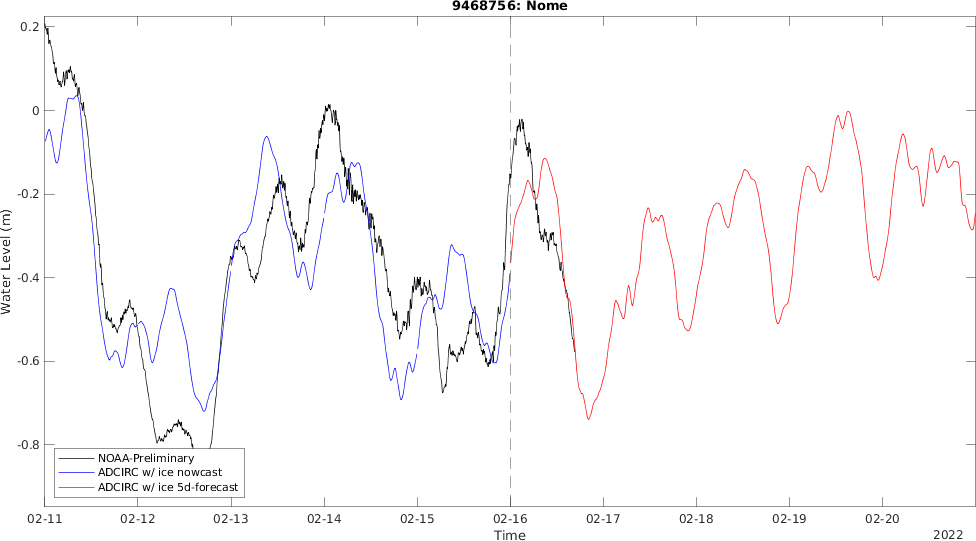 9468756: Nome
0.2
0
-0.2
-0.4
-0.6
-0.8
Water Level (m)
NOAA-Preliminary
ADCIRC w/ ice nowcast
ADCIRC w/ ice 5d-forecast
02-11 02-12 02-13 02-14 02-15 02-16 02-17 02-18 02-19 02-20
Time
2022